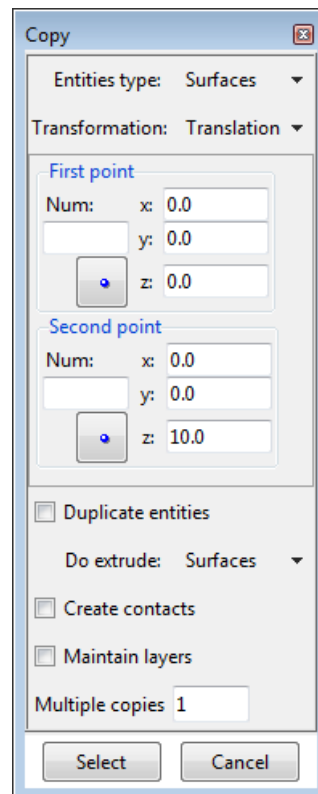 Copy
Entities type: Surfaces
Transformation: Translation
First point
Num: x: 0.0
y: 0.0
z: 0.0
Second point
Num: x: 0.0
y: 0.0
z: 10.0
Duplicate entities
Do extrude: Surfaces
Create contacts
Maintain layers
Multiple copies 1
Select Cancel